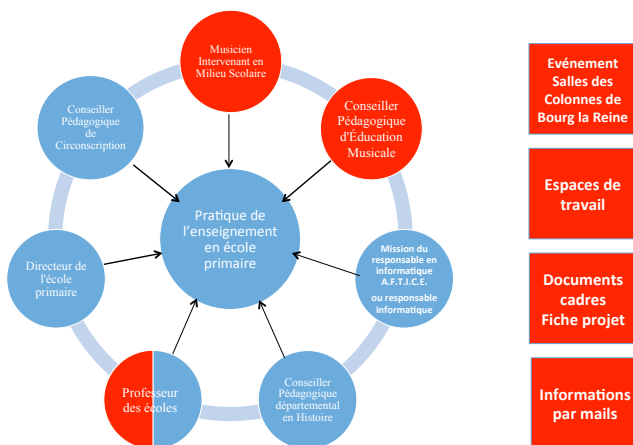 Musicien
Intervenant en
Milieu Scolaire
Conseiller
Pédagogique
d'Éducation
Musicale
Mission du
responsable en
informatique
A.F.T.I.C.E.
ou responsable
informatique
Conseiller
Pédagogique
départemental
en Histoire
Professeur
des écoles
Directeur de
l'école
primaire
Conseiller
Pédagogique
de
Circonscription
Pratique de
l'enseignement
en école
primaire
Evénement
Salles des
Colonnes de
Bourg la Reine
Espaces de
travail
Documents
cadres
Fiche projet
Informations
par mails